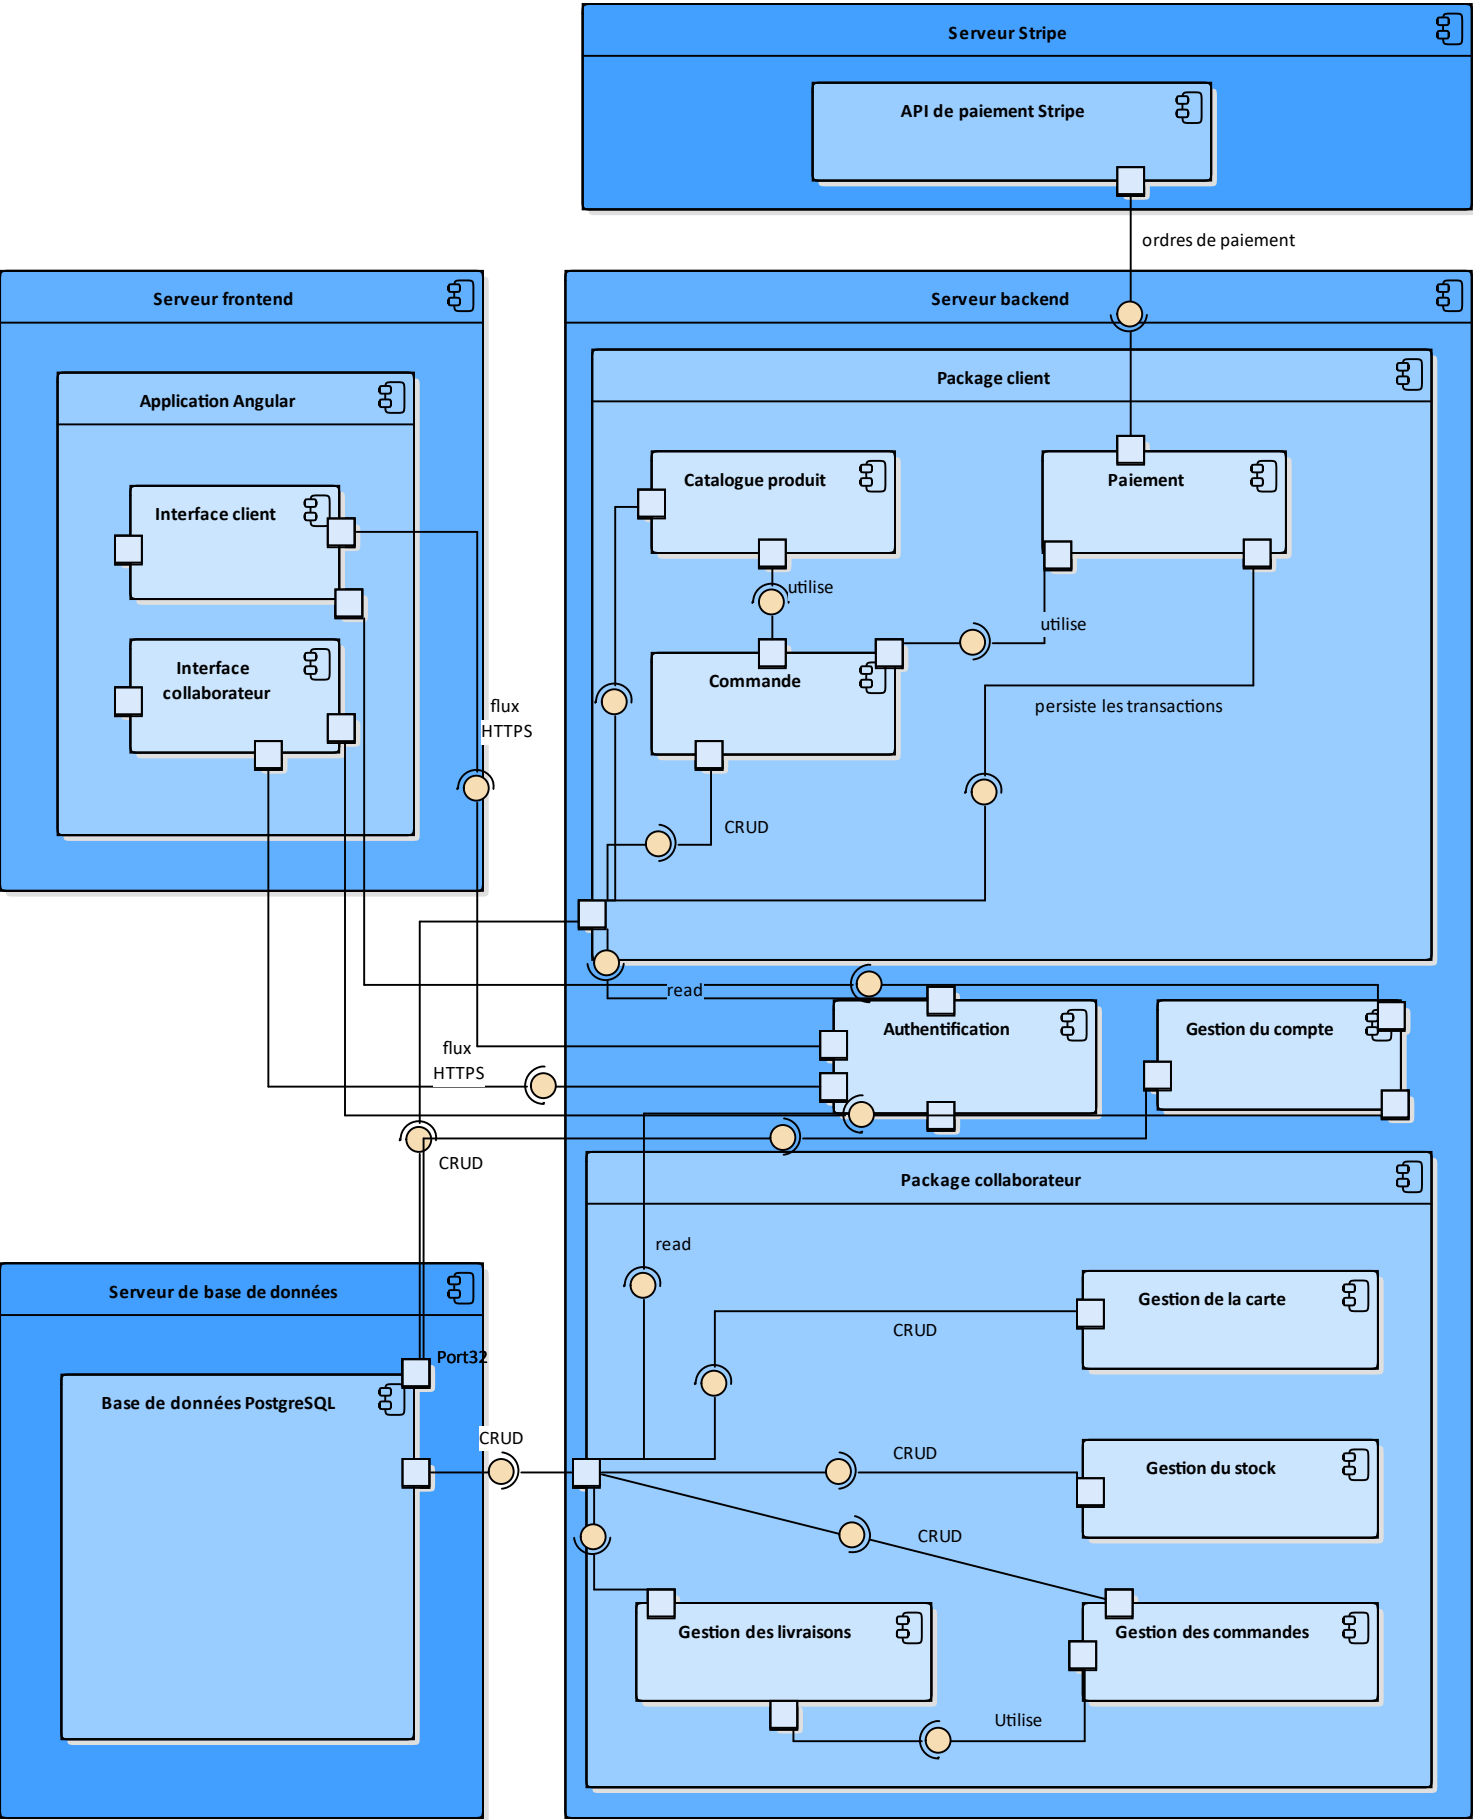 Serveur Stripe
API de paiement Stripe
ordres de paiement
Serveur frontend
Application Angular
Interface client
Interface
collaborateur
flux
HTTPS
Serveur backend
Package client
Catalogue produit
Paiement
utilise
utilise
Commande
persiste les transactions
CRUD
read
Authentification
Gestion du compte
flux
HTTPS
CRUD
Package collaborateur
read
Gestion de la carte
CRUD
Serveur de base de données
Port32
Base de données PostgreSQL
CRUD
CRUD
Gestion du stock
CRUD
Gestion des livraisons
Gestion des commandes
Utilise